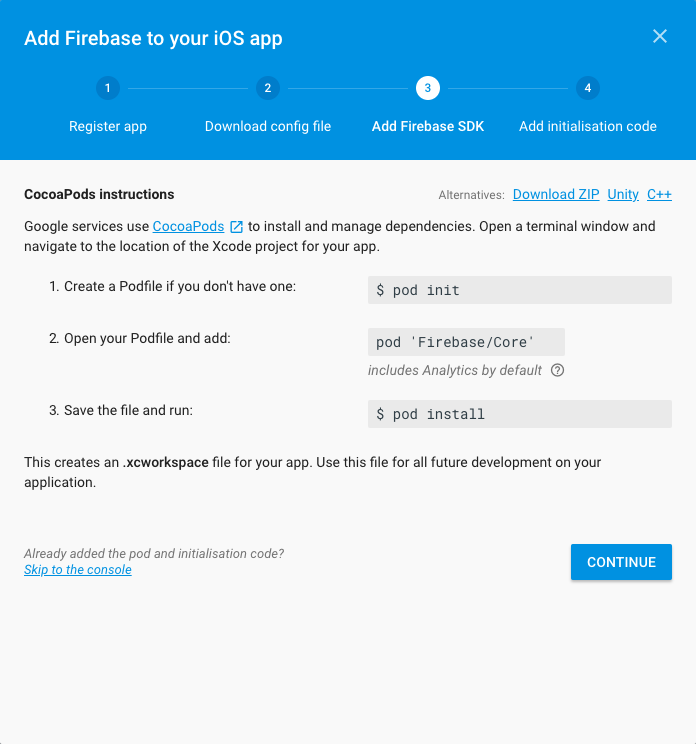 Add Firebase to your iOS app
1 2 3 4
Register app Download config file Add Firebase SDK Add initialisation code
CocoaPods instructions Alternatives: Download ZIP Unity C++
Google services use CocoaPods to install and manage dependencies. Open a terminal window and
navigate to the location of the Xcode project for your app.
1. Create a Podfile if you don't have one: $ pod init
2. Open your Podfile and add: pod 'Firebase/Core'
includes Analytics by default
3. Save the file and run: $ pod install
This creates an .xcworkspace file for your app. Use this file for all future development on your
application.
Already added the pod and initialisation code?
Skip to the console
CONTINUE